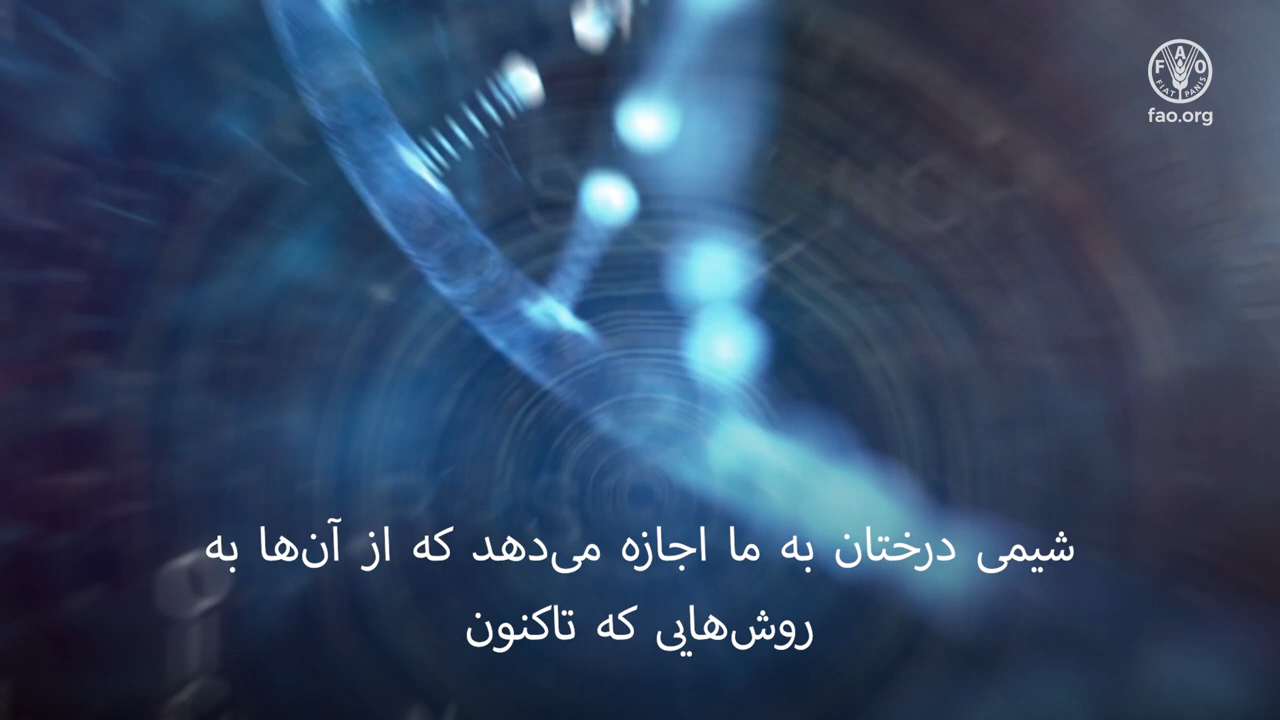 FAO
FIAT PANIS
fao.org
شیمی درختان به ما اجازه می‌دهد که از آن‌ها به
روش‌هایی که تاکنون